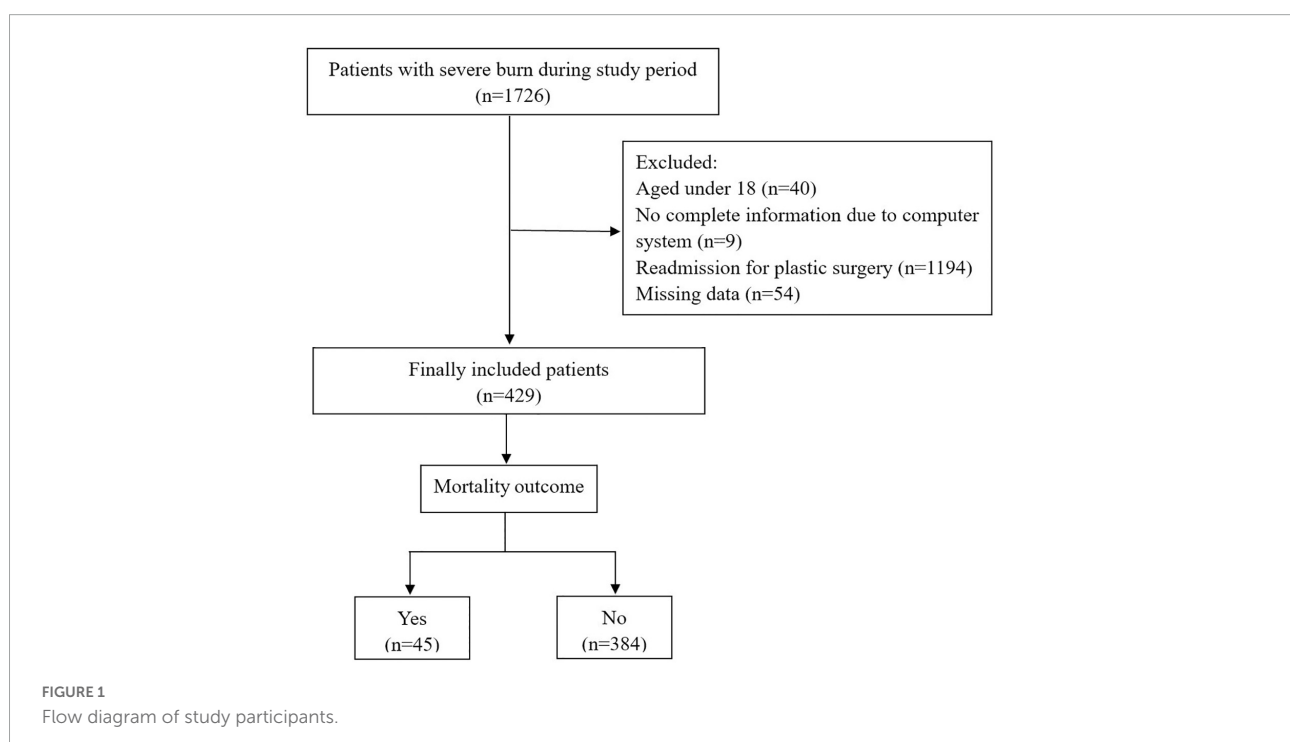 Patients with severe burn during study period
(n=1726)
Excluded:
Aged under 18 (n=40)
No complete information due to computer
system (n=9)
Readmission for plastic surgery (n=1194)
Missing data (n=54)
Finally included patients
(n=429)
Mortality outcome
Yes
(n=45)
No
(n=384)
FIGURE 1
Flow diagram of study participants.